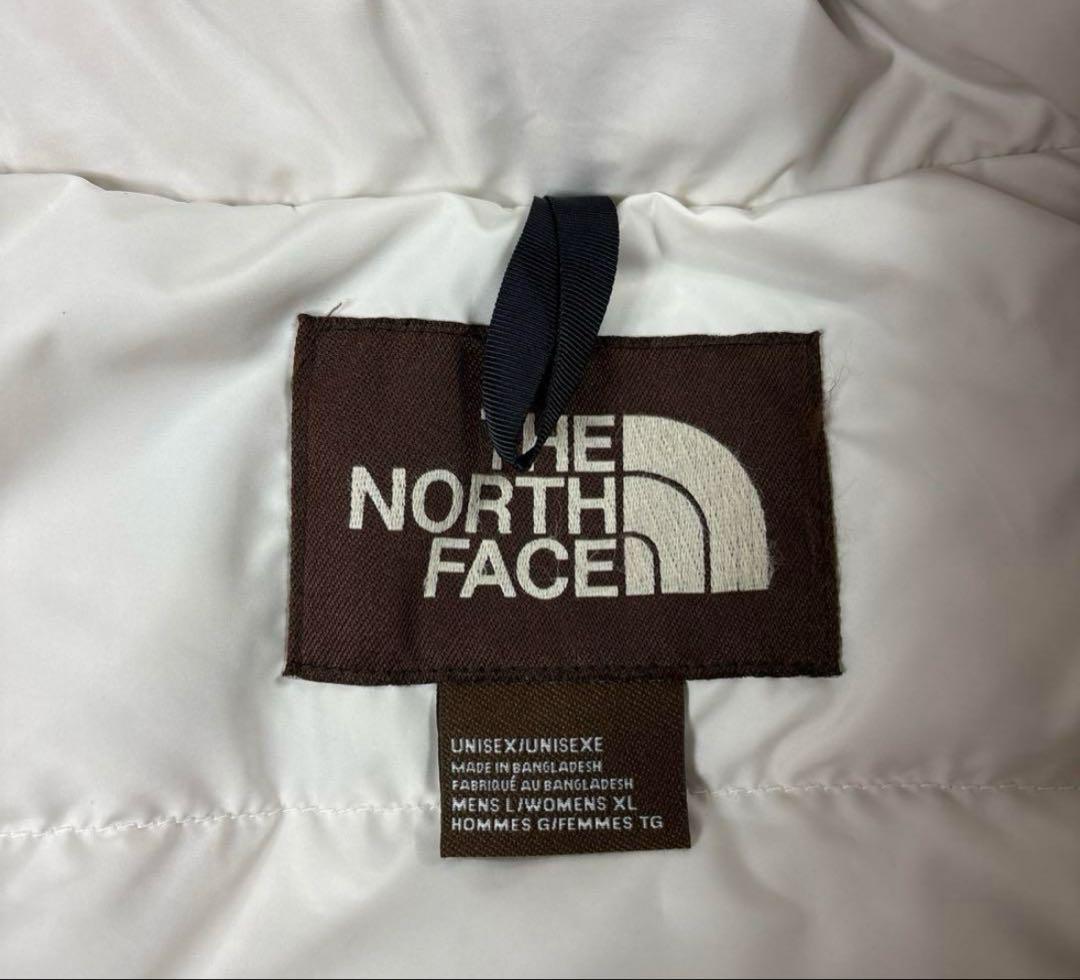 THE
NORTH
FACE
UNISEX/UNISEXE
MADE IN BANGLADESH
FABRIQUÉ AU BANGLADESH
MENS L/WOMENS XL
HOMMES G/FEMMES TG